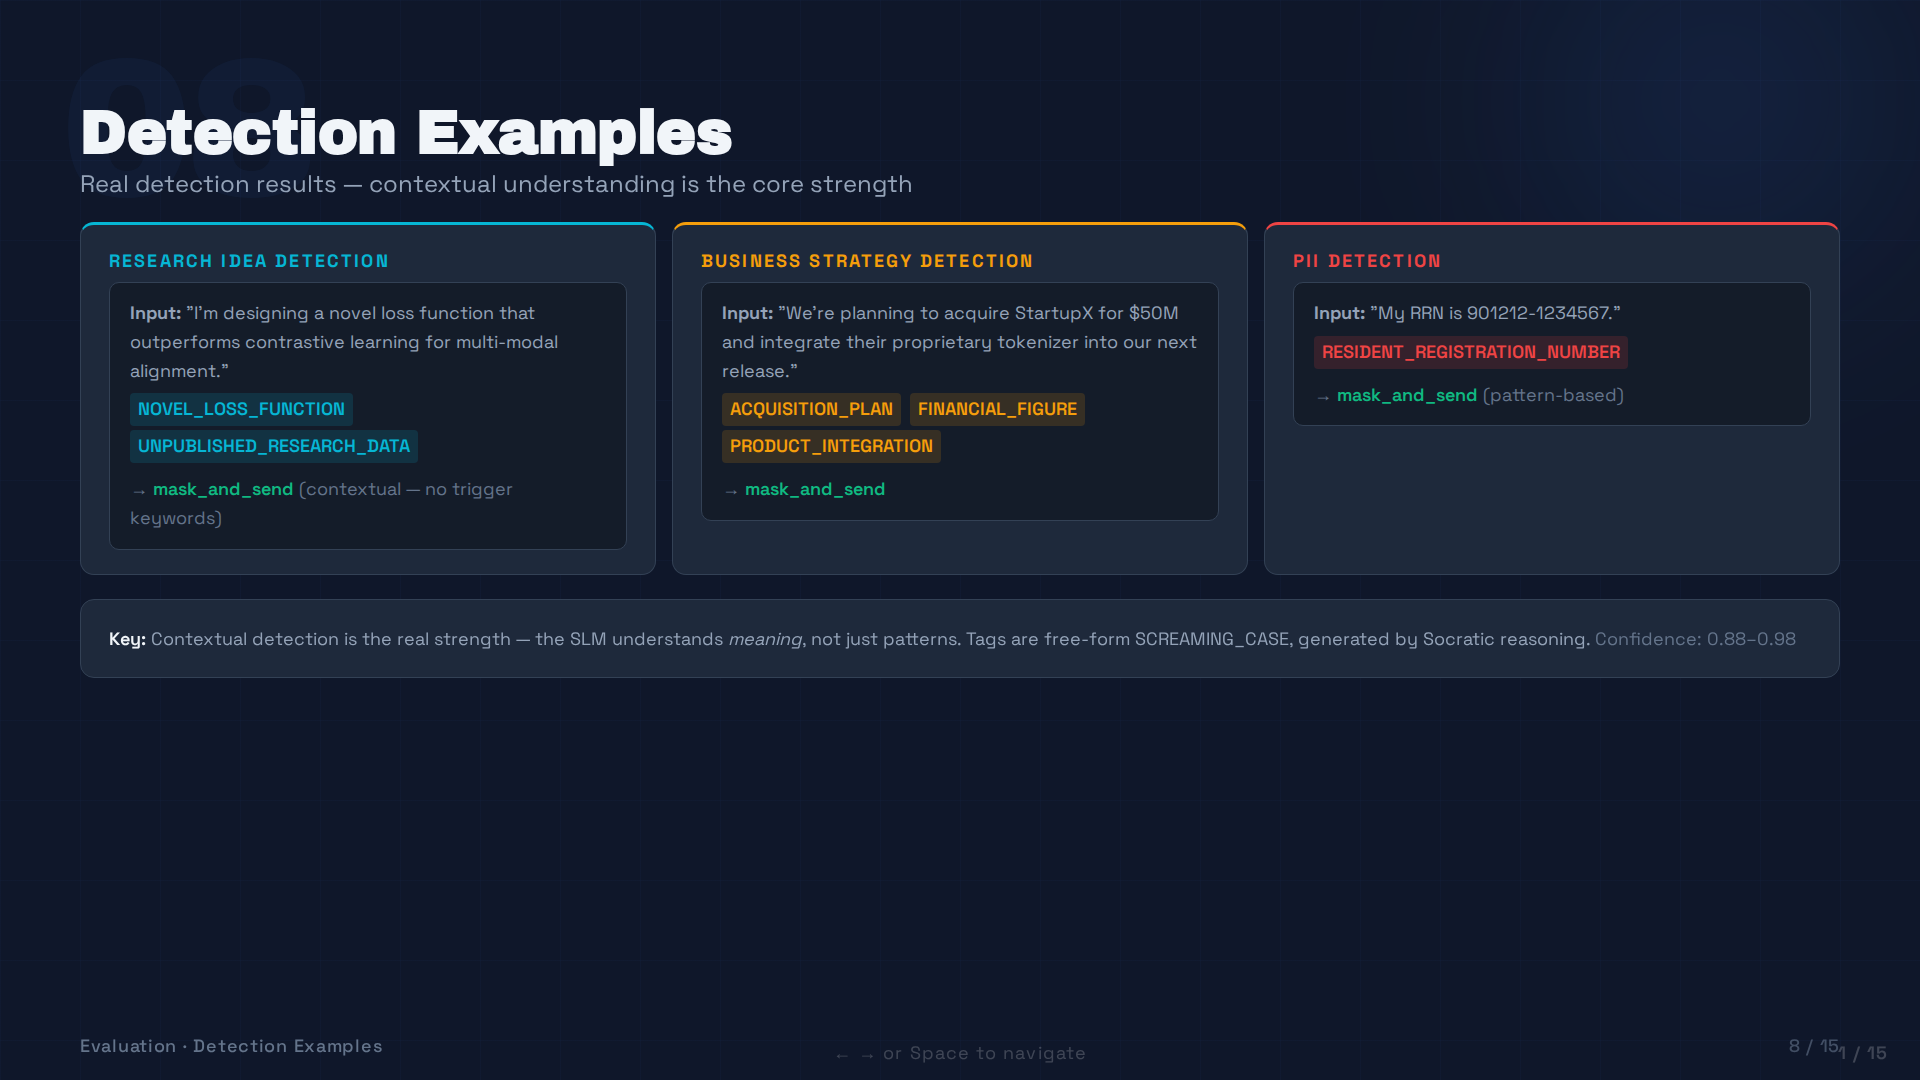 08
Detection Examples
Real detection results — contextual understanding is the core strength
RESEARCH IDEA DETECTION
Input: "I'm designing a novel loss function that
outperforms contrastive learning for multi-modal
alignment."
NOVEL_LOSS_FUNCTION
UNPUBLISHED_RESEARCH_DATA
→ mask_and_send (contextual — no trigger
keywords)
BUSINESS STRATEGY DETECTION
Input: "We're planning to acquire StartupX for $50M
and integrate their proprietary tokenizer into our next
release."
ACQUISITION_PLAN FINANCIAL_FIGURE
PRODUCT_INTEGRATION
→ mask_and_send
PII DETECTION
Input: "My RRN is 901212-1234567."
RESIDENT_REGISTRATION_NUMBER
→ mask_and_send (pattern-based)
Key: Contextual detection is the real strength — the SLM understands meaning, not just patterns. Tags are free-form SCREAMING_CASE, generated by Socratic reasoning. Confidence: 0.88–0.98
Evaluation · Detection Examples
← → or Space to navigate
8 / 15
1 / 15